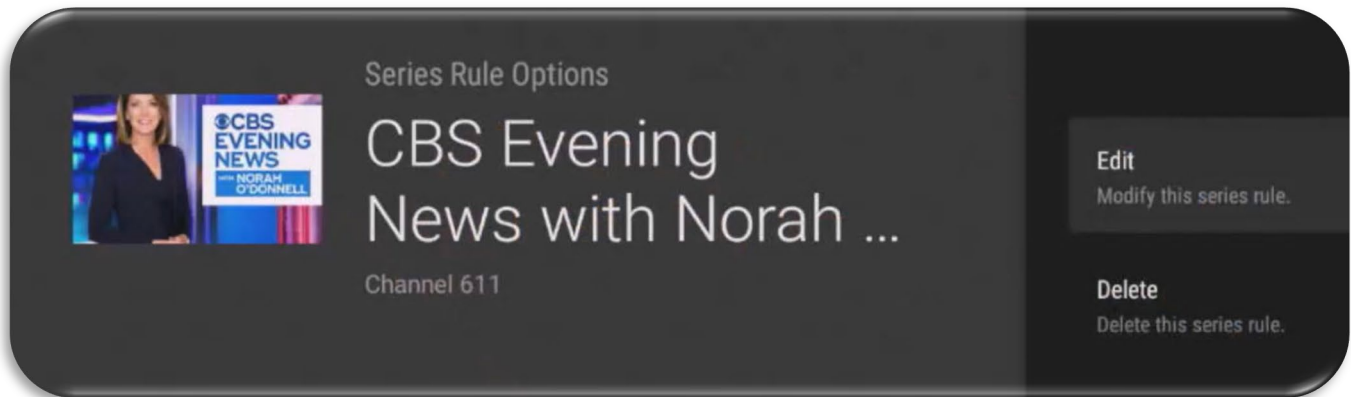 CBS
EVENING
NEWS
WITH NORAH
O'DONNELL
Series Rule Options
CBS Evening
News with Norah ...
Channel 611
Edit
Modify this series rule.
Delete
Delete this series rule.